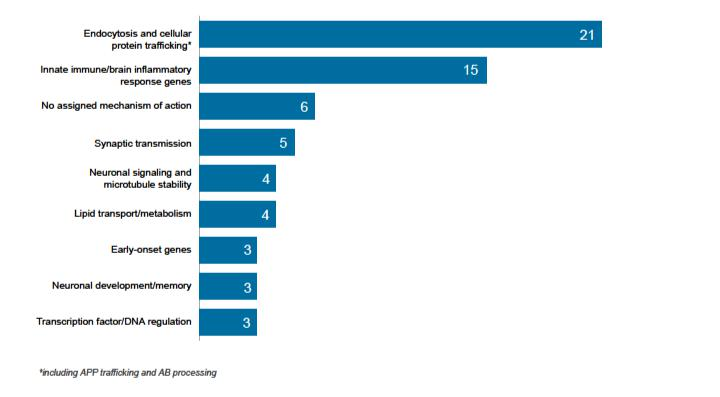 Endocytosis and cellular
protein trafficking*
21
Innate immune/brain inflammatory
response genes
15
No assigned mechanism of action
6
Synaptic transmission
5
Neuronal signaling and
microtubule stability
4
Lipid transport/metabolism
4
Early-onset genes
3
Neuronal development/memory
3
Transcription factor/DNA regulation
3
*including APP trafficking and AB processing